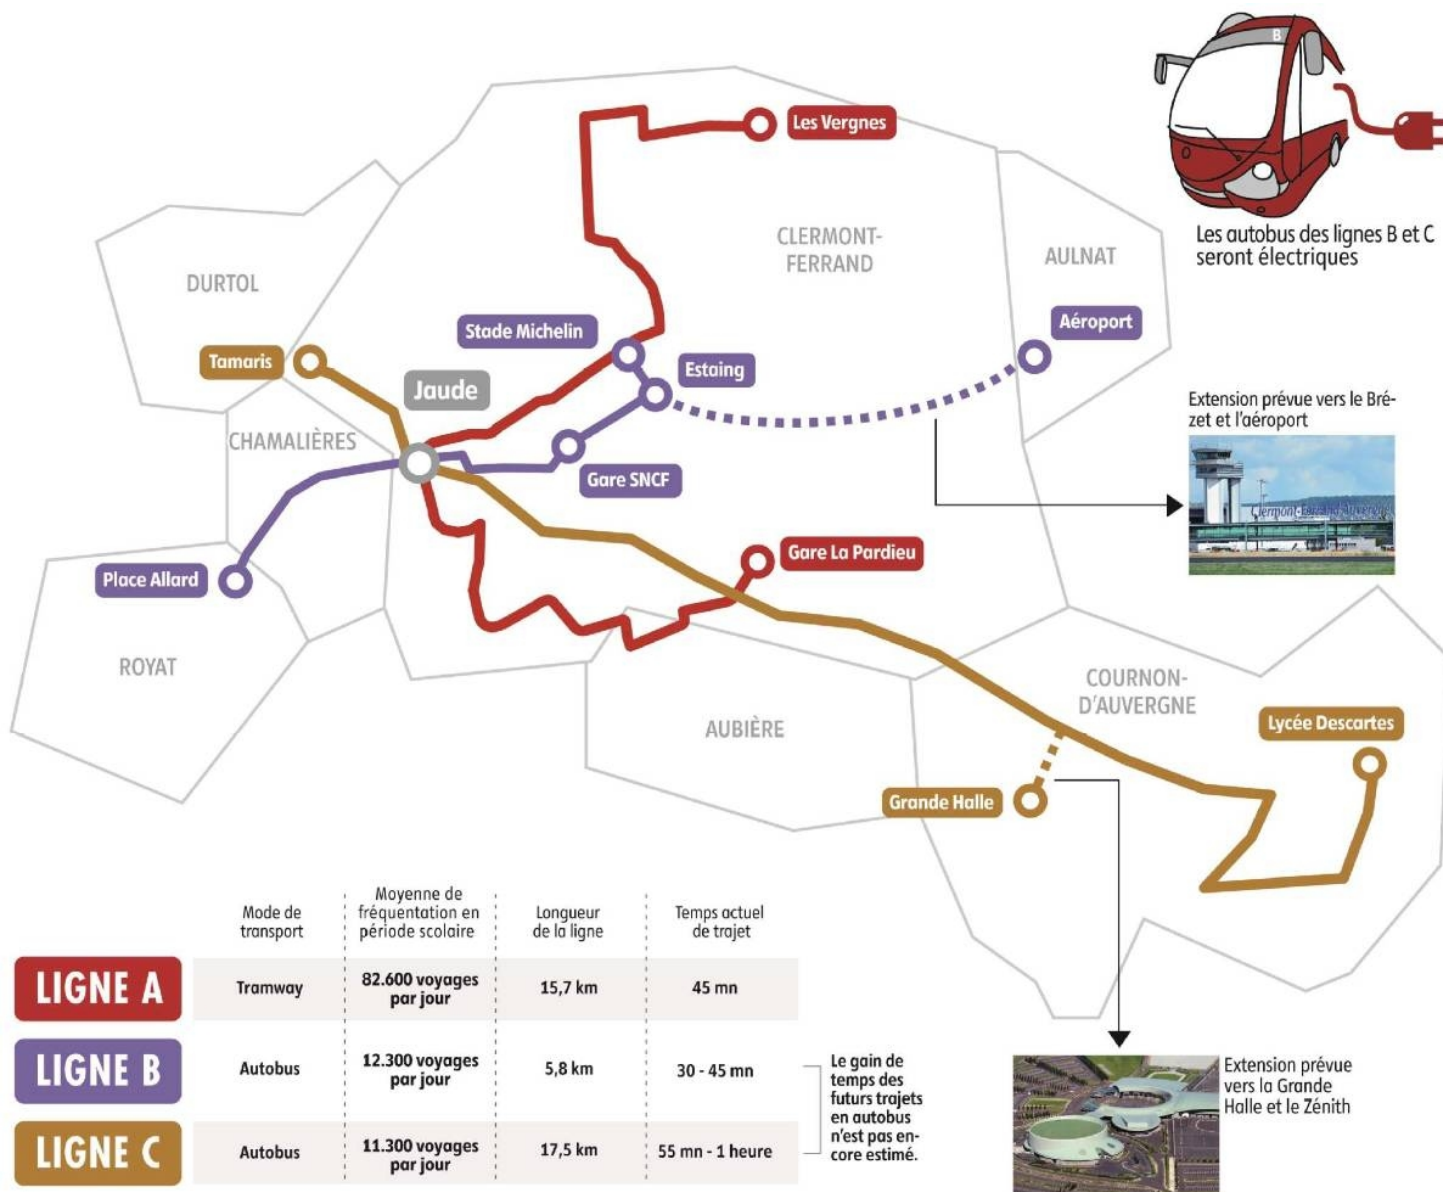 B
Les autobus des lignes B et C
seront électriques
Les Vergnes
CLERMONT-
FERRAND
AULNAT
DURTOL
Stade Michelin
Aéroport
Tamaris
Estaing
Jaude
Extension prévue vers le Bré-
zet et l'aéroport
CHAMALIÈRES
Gare SNCF
Clermont-Ferrand Auvergne
Gare La Pardieu
Place Allard
ROYAT
COURNON-
D'AUVERGNE
AUBIÈRE
Lycée Descartes
Grande Halle
Mode de
transport
Moyenne de
fréquentation en
période scolaire
Longueur
de la ligne
Temps actuel
de trajet
LIGNE A
Tramway
82.600 voyages
par jour
15,7 km
45 mn
LIGNE B
Autobus
12.300 voyages
par jour
5,8 km
30 - 45 mn
LIGNE C
Autobus
11.300 voyages
par jour
17,5 km
55 mn - 1 heure
Le gain de
temps des
futurs trajets
en autobus
n'est pas en-
core estimé.
Extension prévue
vers la Grande
Halle et le Zénith